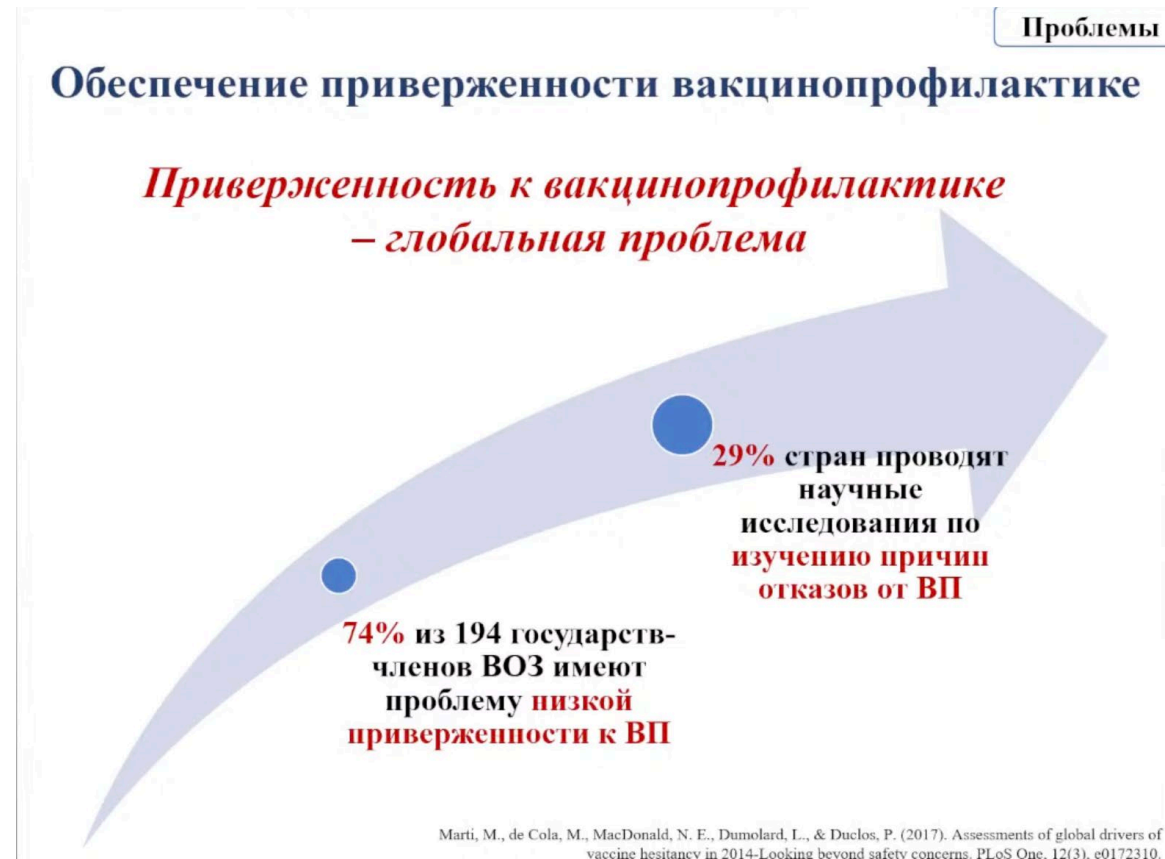 Проблемы
Обеспечение приверженности вакцинопрофилактике
Приверженность к вакцинопрофилактике
– глобальная проблема
29% стран проводят
научные
исследования по
изучению причин
отказов от ВП
74% из 194 государств-
членов ВОЗ имеют
проблему низкой
приверженности к ВП
Marti, M., de Cola, M., MacDonald, N. E., Dumolard, L., & Duclos, P. (2017). Assessments of global drivers of
vaccine hesitancy in 2014-Looking beyond safety concerns. PLoS One, 12(3), e0172310.